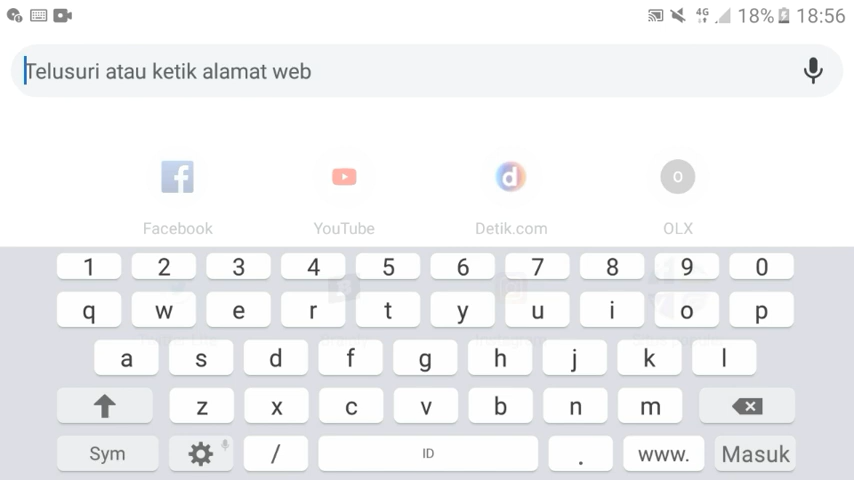 4G 18% 18:56
Telusuri atau ketik alamat web
f d O
Facebook YouTube Detik.com OLX
1 2 3 4 5 6 7 8 9 0
q w e r t y u i o p
a s d f g h j k l
z x c v b n m
Sym / ID . www. Masuk